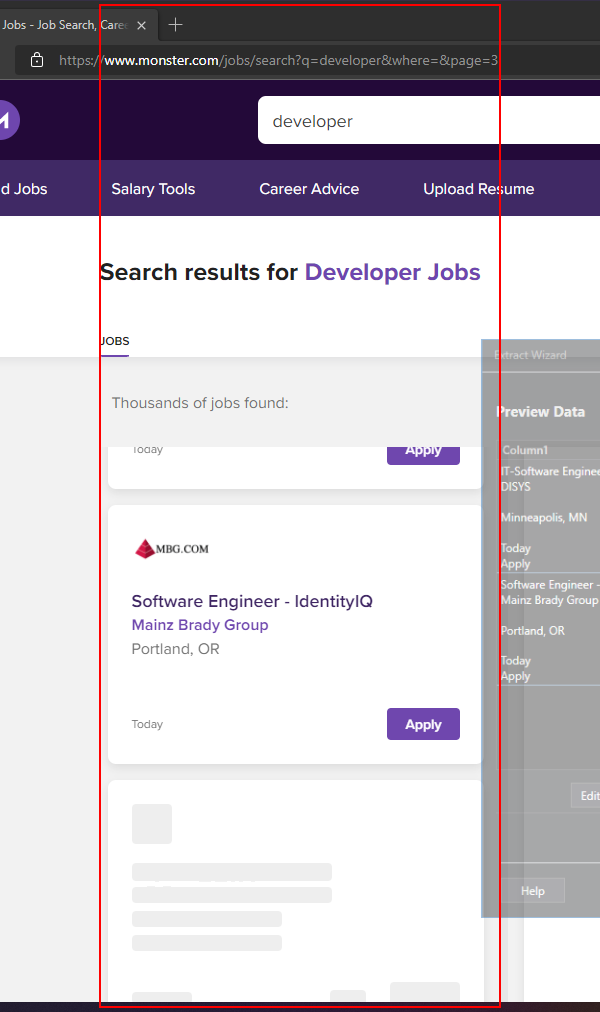 Jobs - Job Search, Care
https://www.monster.com/jobs/search?q=developer&where=&page=3
developer
d Jobs
Salary Tools
Career Advice
Upload Resume
Search results for Developer Jobs
JOBS
Thousands of jobs found:
Today
Apply
MBG.COM
Software Engineer - IdentityIQ
Mainz Brady Group
Portland, OR
Today
Apply
Extract Wizard
Preview Data
Column1
IT-Software Enginee
DISYS
Minneapolis, MN
Today
Apply
Software Engineer -
Mainz Brady Group
Portland, OR
Today
Apply
Edit
Help